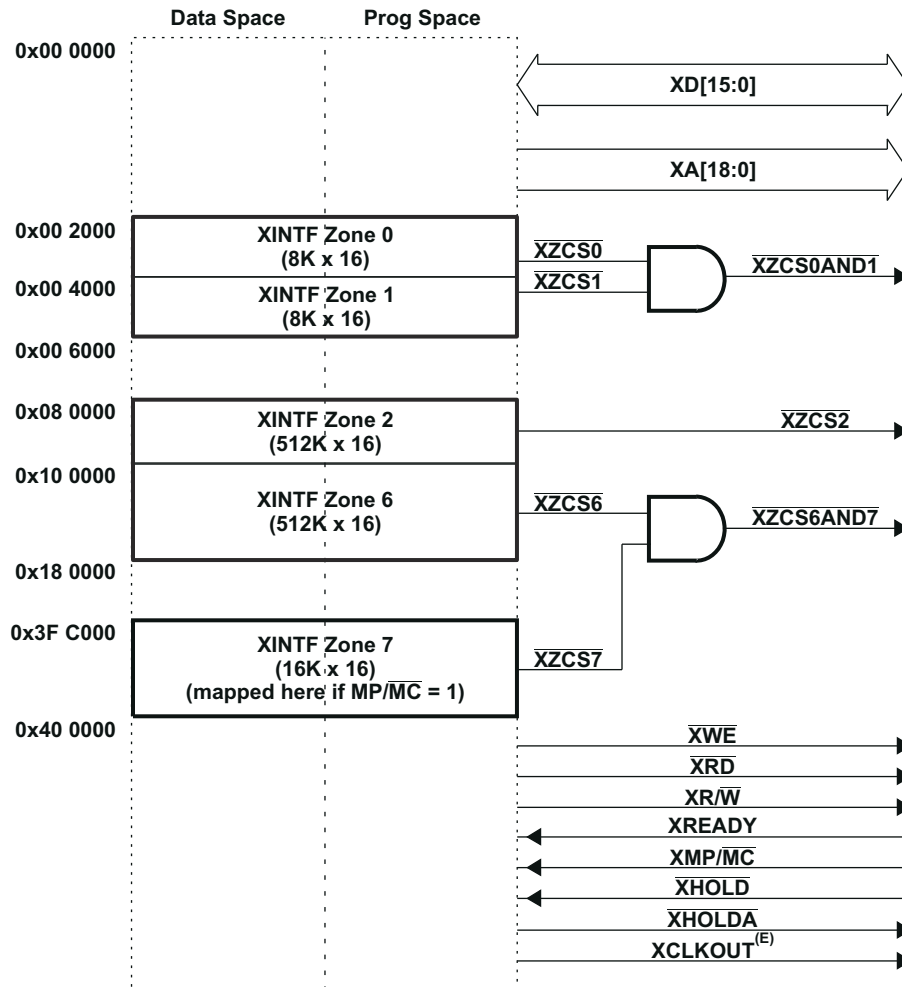 Data Space Prog Space
0x00 0000
XD[15:0]
XA[18:0]
0x00 2000
XINTF Zone 0
(8K x 16)
XZCS0
XZCS0AND1
0x00 4000
XZCS1
XINTF Zone 1
(8K x 16)
0x00 6000
0x08 0000
XINTF Zone 2
(512K x 16)
XZCS2
0x10 0000
XINTF Zone 6
(512K x 16)
XZCS6
XZCS6AND7
0x18 0000
0x3F C000
XINTF Zone 7
(16K x 16)
(mapped here if MP/MC = 1)
XZCS7
0x40 0000
XWE
XRD
XR/W
XREADY
XMP/MC
XHOLD
XHOLDA
XCLKOUT(E)